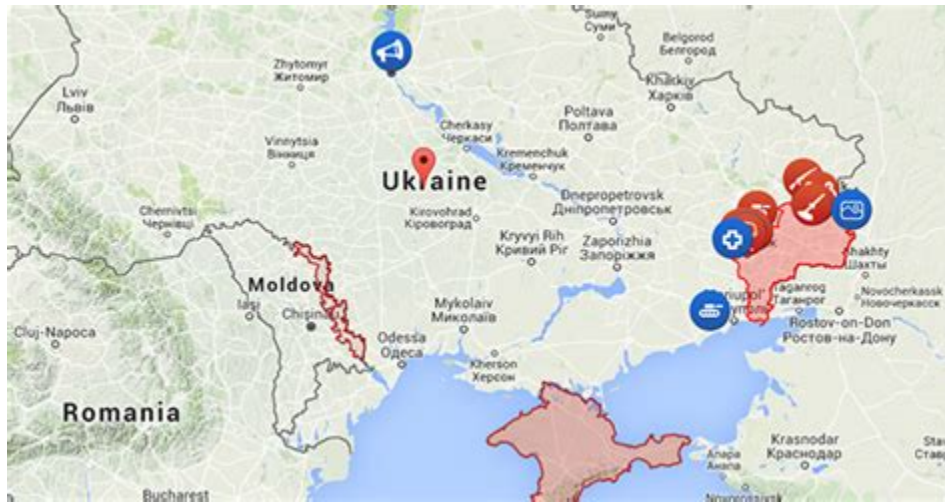 Sumy
Суми
Belgorod
Белгород
Zhytomyr
Житомир
Kharkiv
Харків
Lviv
Львів
Poltava
Полтава
Cherkasy
Черкаси
Vinnytsia
Вінниця
Kremenchuk
Кременчук
Ukraine
Dnepropetrovsk
Дніпропетровськ
Chernivtsi
Чернівці
Kirovohrad
Кіровоград
Kryvyi Rih
Кривий Ріг
Zaporizhia
Запоріжжя
Shakhty
Шахты
Moldova
Taganrog
Таганрог
Novocherkassk
Новочеркасск
Iasi
Mykolaiv
Миколаїв
Rostov-on-Don
Ростов-на-Дону
Cluj-Napoca
Odessa
Одеса
Kherson
Херсон
Romania
Krasnodar
Краснодар
Anapa
Анапа
Bucharest
Novorossiysk